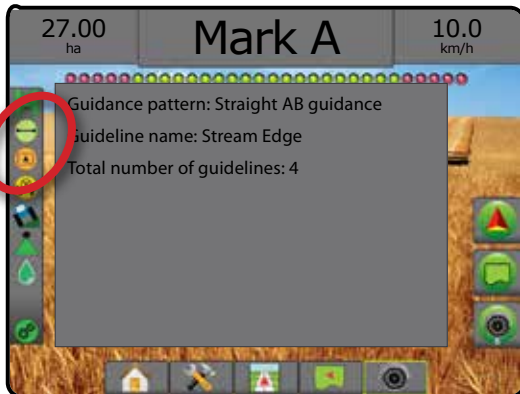 27.00
ha
Mark A
10.0
km/h
Guidance pattern: Straight AB guidance
Guideline name: Stream Edge
Total number of guidelines: 4